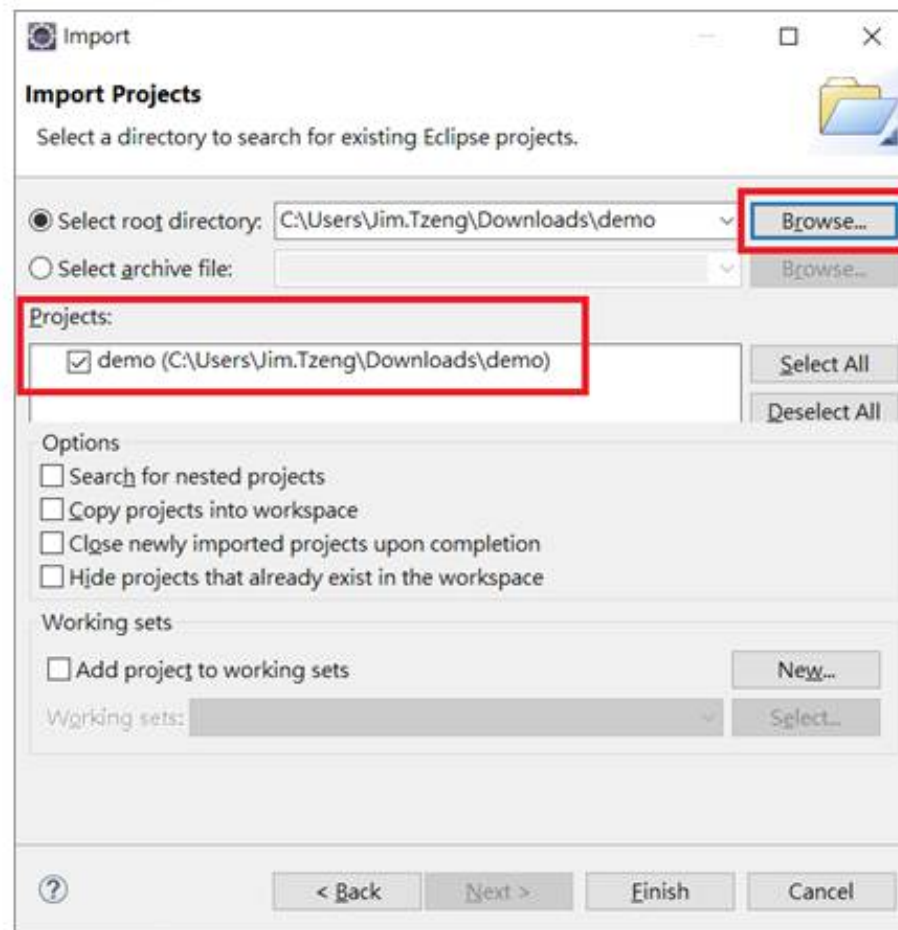 Import
Import Projects
Select a directory to search for existing Eclipse projects.
Select root directory: C:\Users\Jim.Tzeng\Downloads\demo Browse...
Select archive file: Browse...
Projects:
demo (C:\Users\Jim.Tzeng\Downloads\demo) Select All
Deselect All
Options
Search for nested projects
Copy projects into workspace
Close newly imported projects upon completion
Hide projects that already exist in the workspace
Working sets
Add project to working sets New...
Working sets: Select...
? < Back Next > Finish Cancel